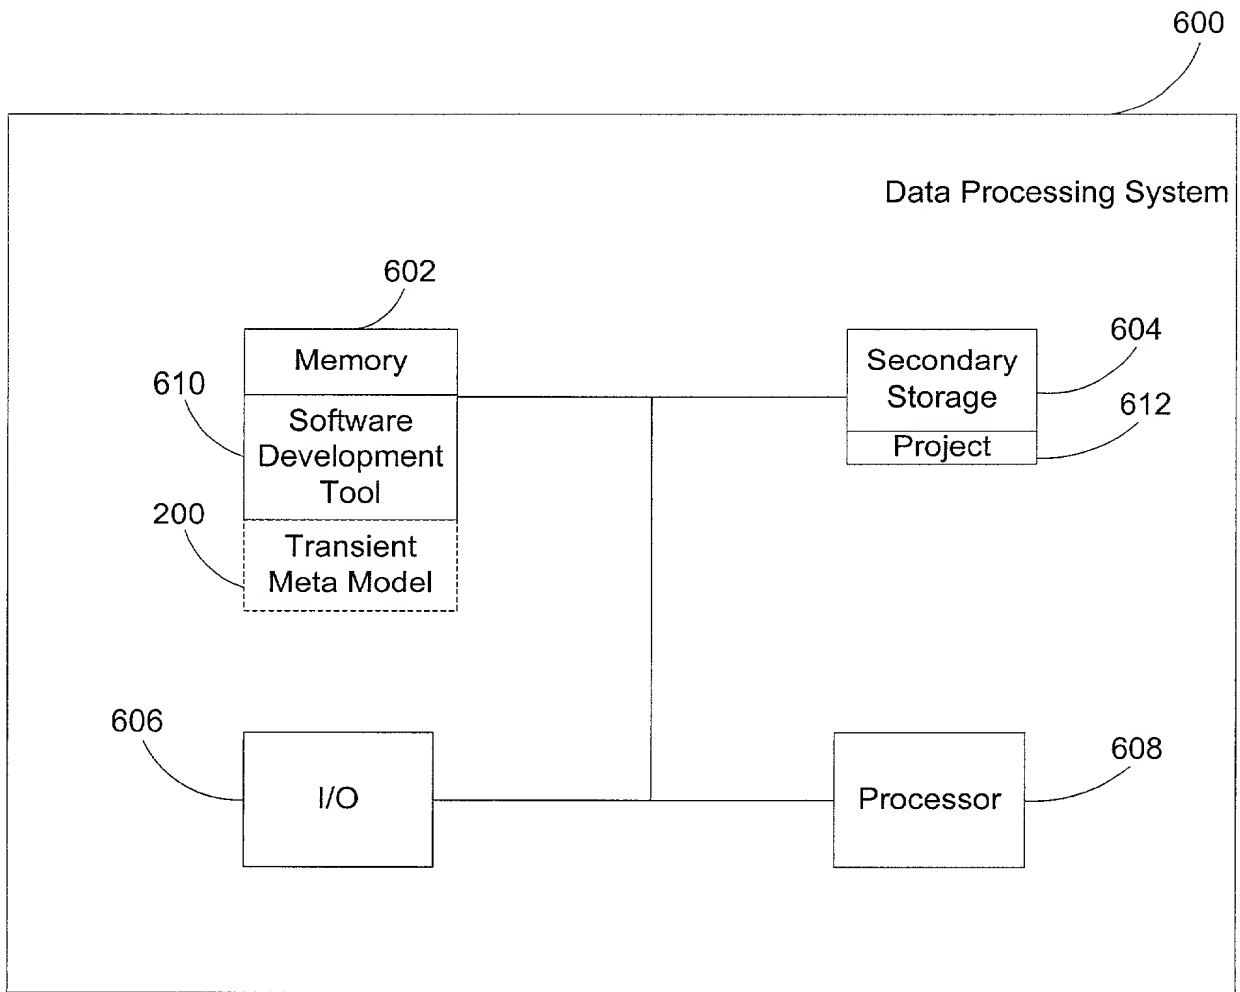 600
Data Processing System
602
Memory
610
Software
Development
Tool
200
Transient
Meta Model
604
Secondary
Storage
612
Project
606
I/O
608
Processor